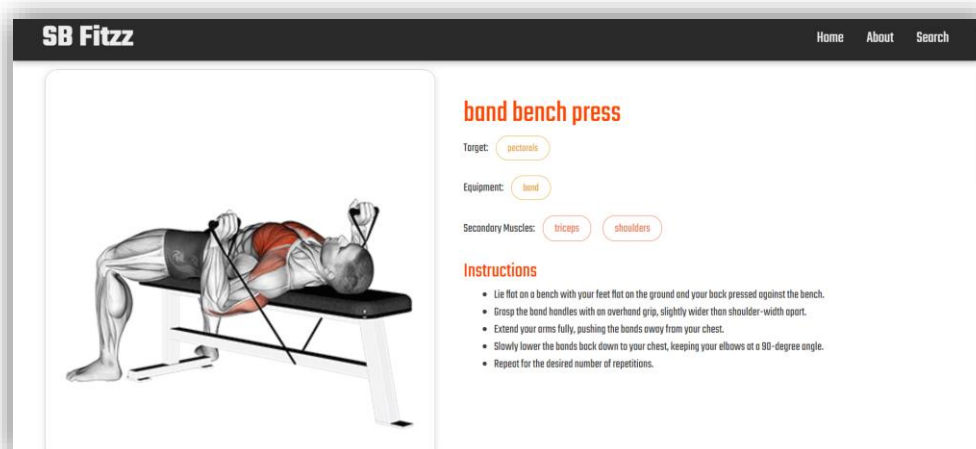 SB Fitzz
Home About Search
band bench press
Target: pectorals
Equipment: band
Secondary Muscles: triceps shoulders
Instructions
Lie flat on a bench with your feet flat on the ground and your back pressed against the bench.
Grasp the band handles with an overhand grip, slightly wider than shoulder-width apart.
Extend your arms fully, pushing the bands away from your chest.
Slowly lower the bands back down to your chest, keeping your elbows at a 90-degree angle.
Repeat for the desired number of repetitions.